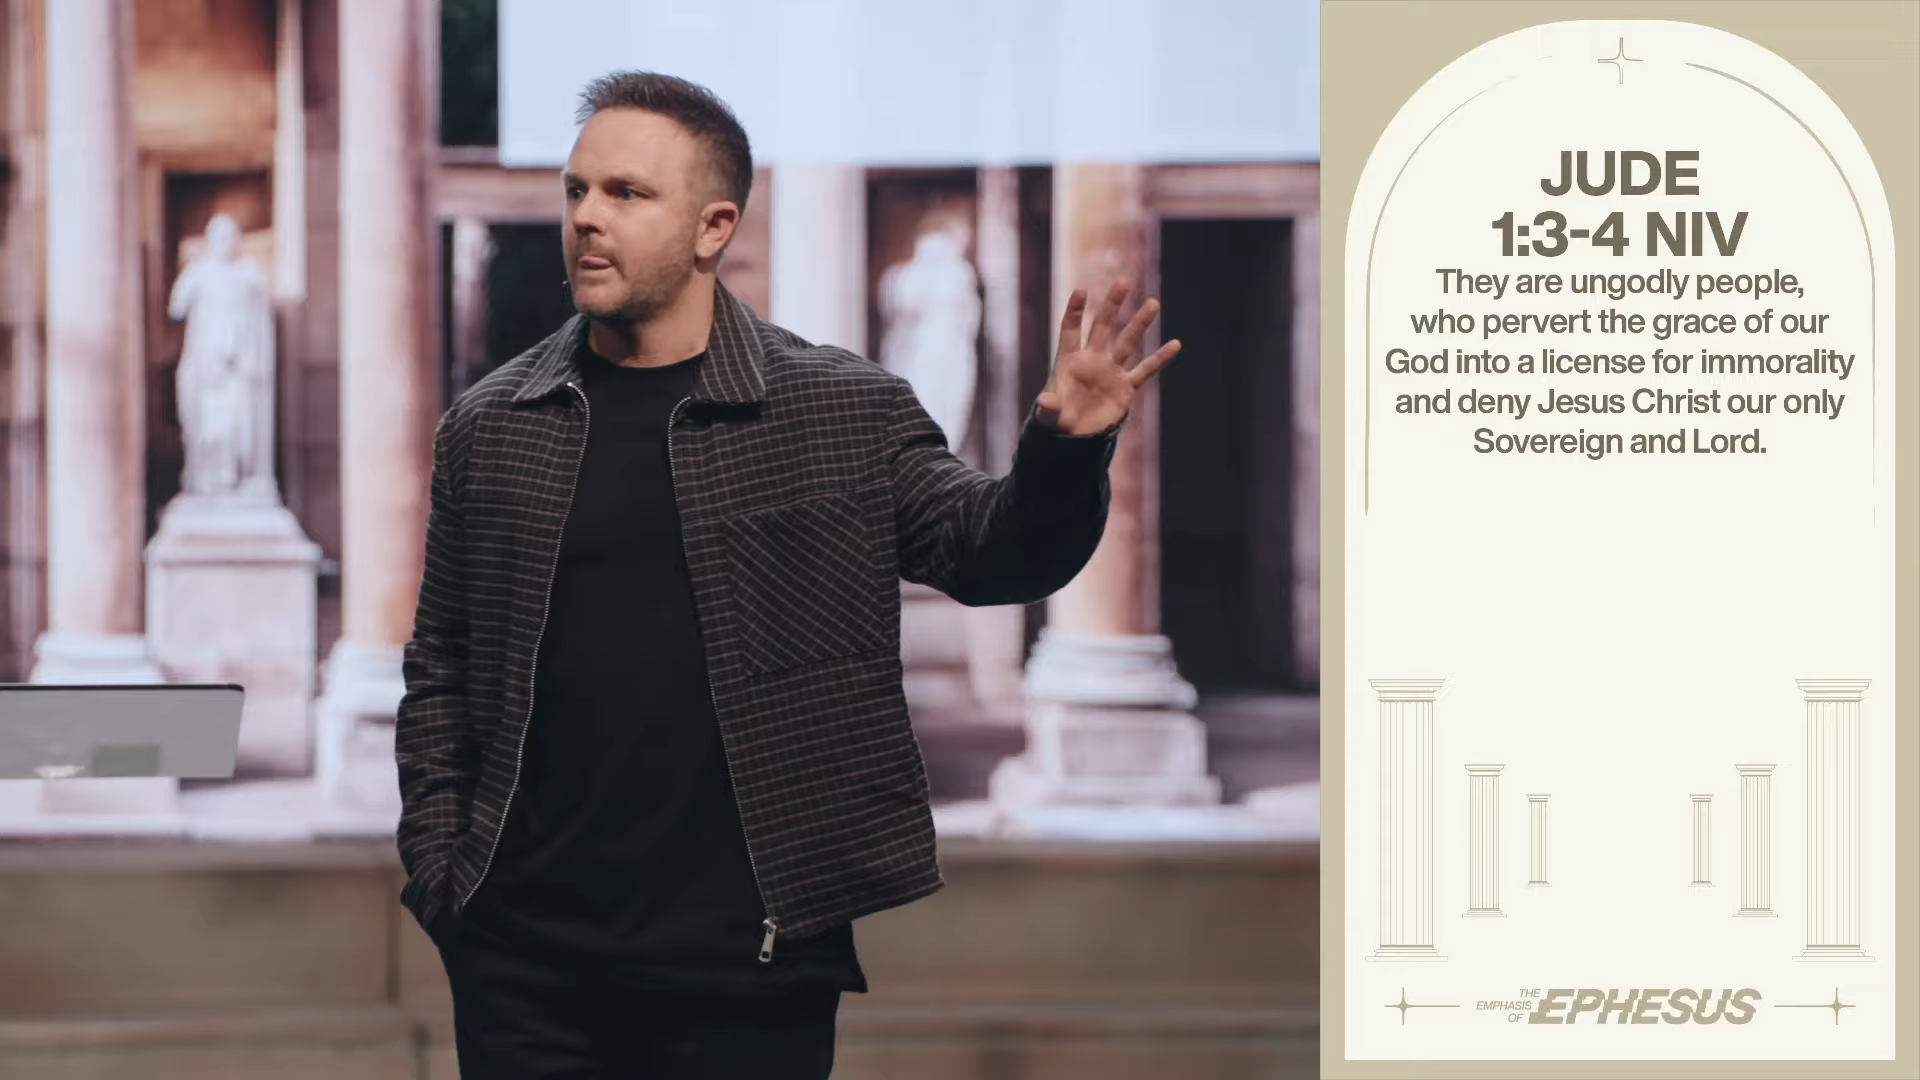 JUDE
1:3-4 NIV
They are ungodly people,
who pervert the grace of our
God into a license for immorality
and deny Jesus Christ our only
Sovereign and Lord.
THE
EMPHASIS
OF
EPHESUS